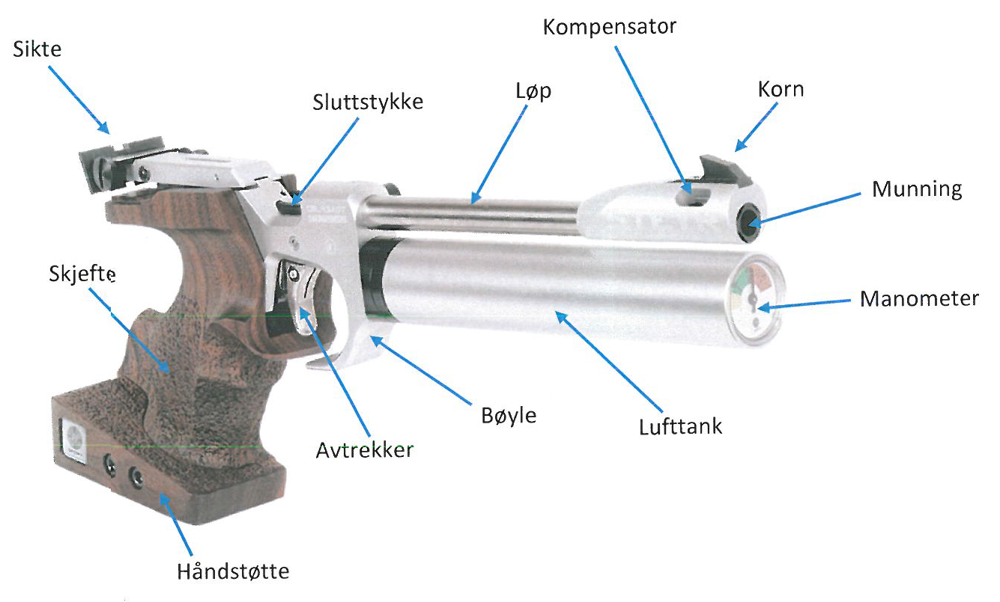 Kompensator
Sikte
Løp
Korn
Sluttstykke
Munning
Skjefte
Manometer
Bøyle
Lufttank
Avtrekker
Håndstøtte